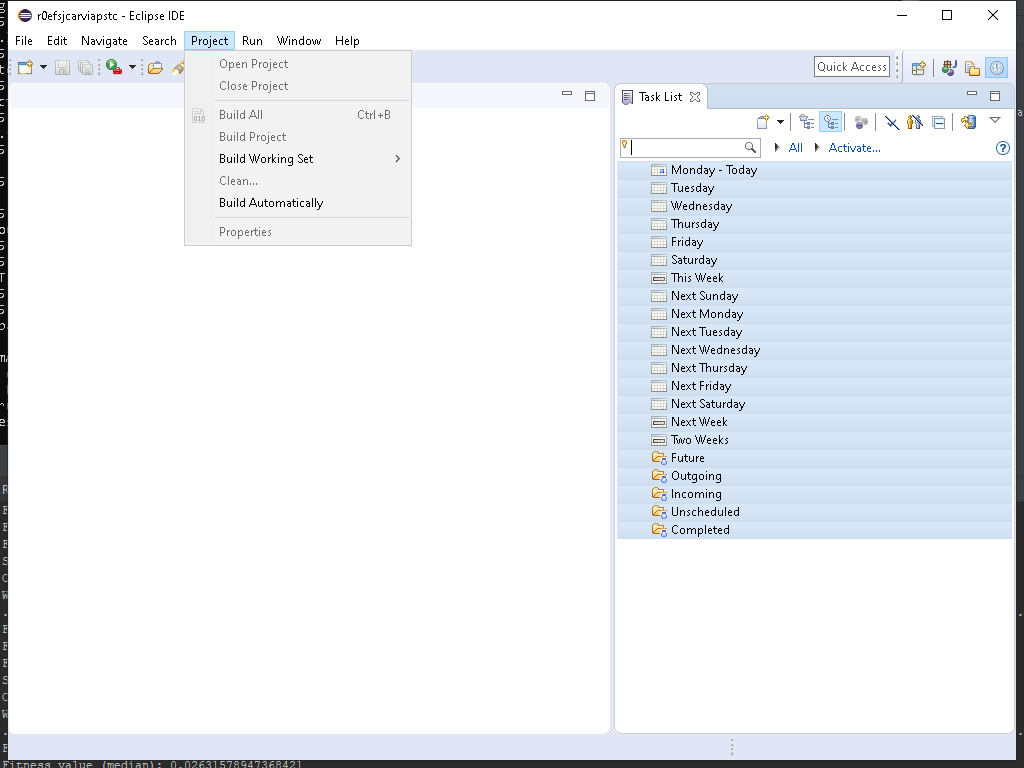 r0efsjcarviapstc - Eclipse IDE
File Edit Navigate Search Project Run Window Help
Open Project
Close Project
Build All Ctrl+B
Build Project
Build Working Set
Clean...
Build Automatically
Properties
Quick Access
Task List
All Activate...
Monday - Today
Tuesday
Wednesday
Thursday
Friday
Saturday
This Week
Next Sunday
Next Monday
Next Tuesday
Next Wednesday
Next Thursday
Next Friday
Next Saturday
Next Week
Two Weeks
Future
Outgoing
Incoming
Unscheduled
Completed
Fitness value (median): 0.02631578947368421